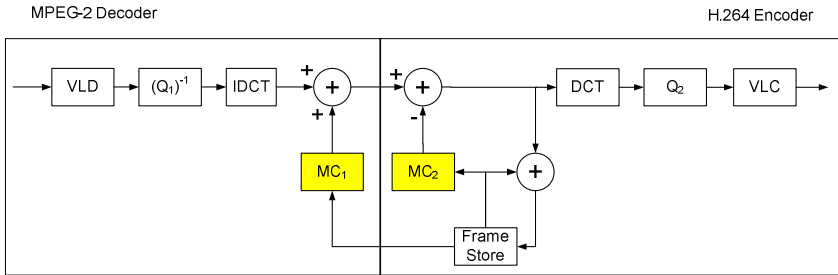 MPEG-2 Decoder
H.264 Encoder
VLD
(Q₁)⁻¹
IDCT
+
+
+
+
+
-
DCT
Q₂
VLC
MC₁
MC₂
+
Frame
Store